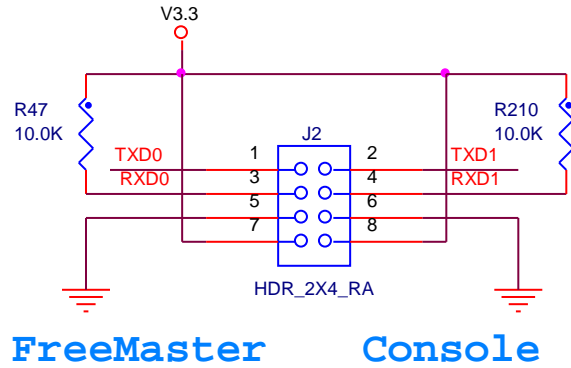 V3.3
R47
10.0K
R210
10.0K
J2
TXD0
1
2
TXD1
RXD0
3
4
RXD1
5
6
7
8
HDR_2X4_RA
FreeMaster
Console